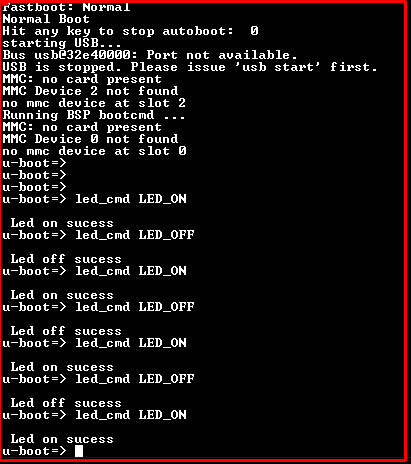 Fastboot: Normal
Normal Boot
Hit any key to stop autoboot:  0
starting USB...
Bus usb@32e40000: Port not available.
USB is stopped. Please issue 'usb start' first.
MMC: no card present
MMC Device 2 not found
no mmc device at slot 2
Running BSP bootcmd ...
MMC: no card present
MMC Device 0 not found
no mmc device at slot 0
u-boot=>
u-boot=>
u-boot=>
u-boot=> led_cmd LED_ON
Led on sucess
u-boot=> led_cmd LED_OFF
Led off sucess
u-boot=> led_cmd LED_ON
Led on sucess
u-boot=> led_cmd LED_OFF
Led off sucess
u-boot=> led_cmd LED_ON
Led on sucess
u-boot=> led_cmd LED_OFF
Led off sucess
u-boot=> led_cmd LED_ON
Led on sucess
u-boot=>